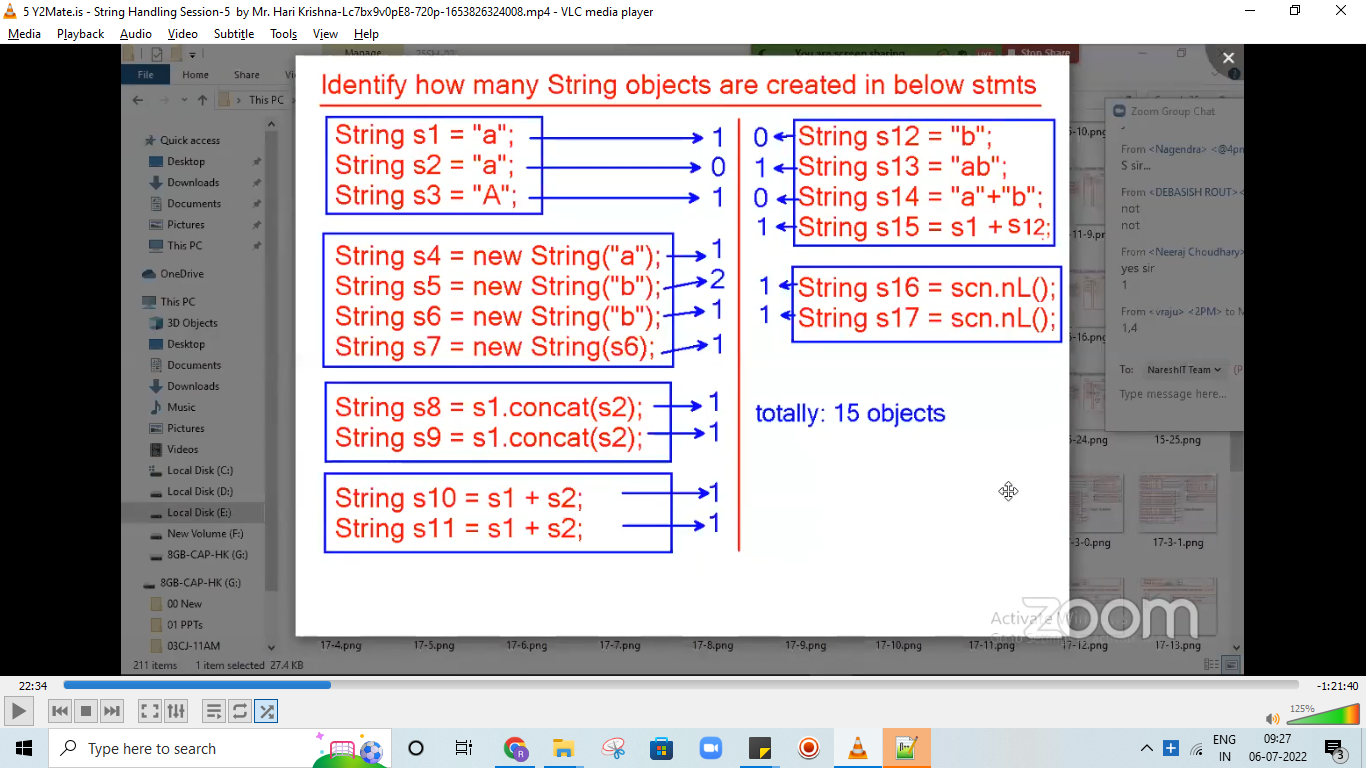 5 Y2Mate.is - String Handling Session-5 by Mr. Hari Krishna-Lc7bx9v0pE8-720p-1653826324008.mp4 - VLC media player
Media Playback Audio Video Subtitle Tools View Help
Manage
You are screen sharing
Stop Share
File Home Share
This PC
Quick access
Desktop
Downloads
Documents
Pictures
This PC
OneDrive
This PC
3D Objects
Desktop
Documents
Downloads
Music
Pictures
Videos
Local Disk (C:)
Local Disk (D:)
Local Disk (E:)
New Volume (F:)
8GB-CAP-HK (G:)
8GB-CAP-HK (G:)
00 New
01 PPTs
03CJ-11AM
211 items 1 item selected 27.4 KB
Identify how many String objects are created in below stmts
String s1 = "a"; 1
String s2 = "a"; 0
String s3 = "A"; 1
String s4 = new String("a"); 1
String s5 = new String("b"); 2
String s6 = new String("b"); 1
String s7 = new String(s6); 1
String s8 = s1.concat(s2); 1
String s9 = s1.concat(s2); 1
String s10 = s1 + s2; 1
String s11 = s1 + s2; 1
0 String s12 = "b";
1 String s13 = "ab";
0 String s14 = "a"+"b";
1 String s15 = s1 + s12;
1 String s16 = scn.nL();
1 String s17 = scn.nL();
totally: 15 objects
Zoom Group Chat
From <Nagendra> <@4pm
S sir...
From <DEBASISH ROUT><
not
not
From <Neeraj Choudhary>
yes sir
1
From <vraju> <2PM> to M
1,4
To: NareshIT Team
Type message here...
5-10.png
-11-9.png
-16.png
5-24.png 15-25.png
7-3-0.png 17-3-1.png
17-4.png 17-5.png 17-6.png 17-7.png 17-8.png 17-9.png 17-10.png 17-11.png 17-12.png 17-13.png
zoom
22:34 -1:21:40
125%
Type here to search
ENG
IN
09:27
06-07-2022
3